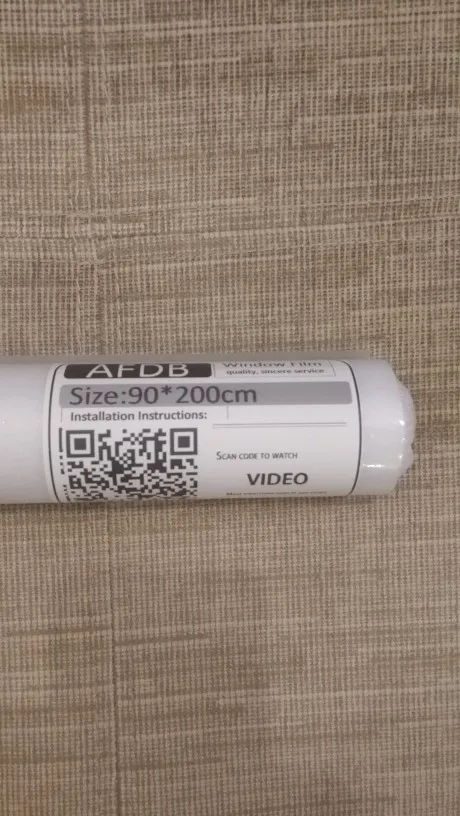 AFDB
Window Film
quality, sincere service
Size:90*200cm
Installation Instructions:
SCAN CODE TO WATCH
VIDEO